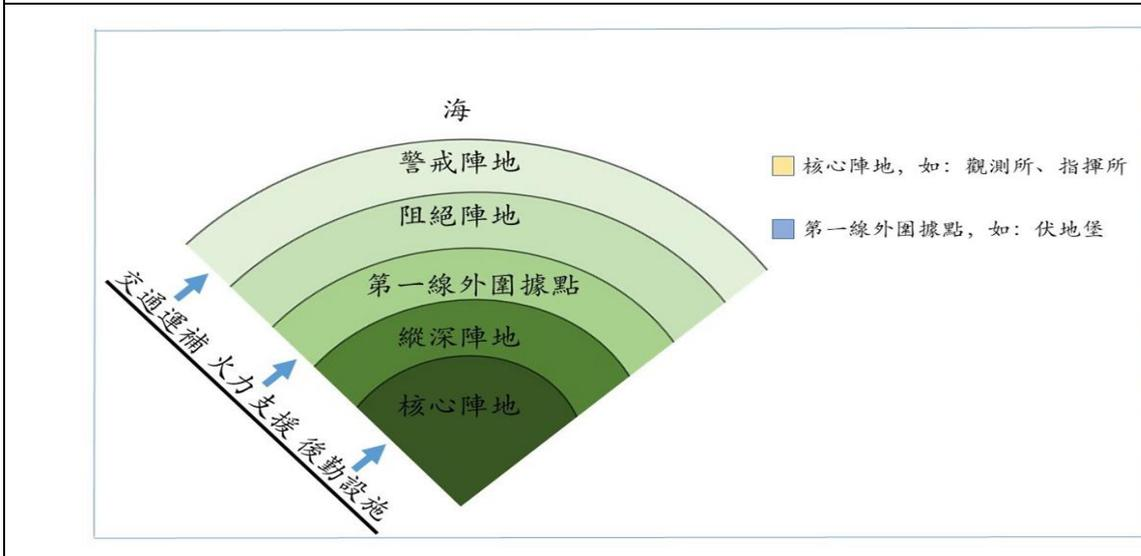 海
警戒陣地
阻絕陣地
第一線外圍據點
縱深陣地
核心陣地
交通運補 火力支援 後勤設施
核心陣地，如：觀測所、指揮所
第一線外圍據點，如：伏地堡